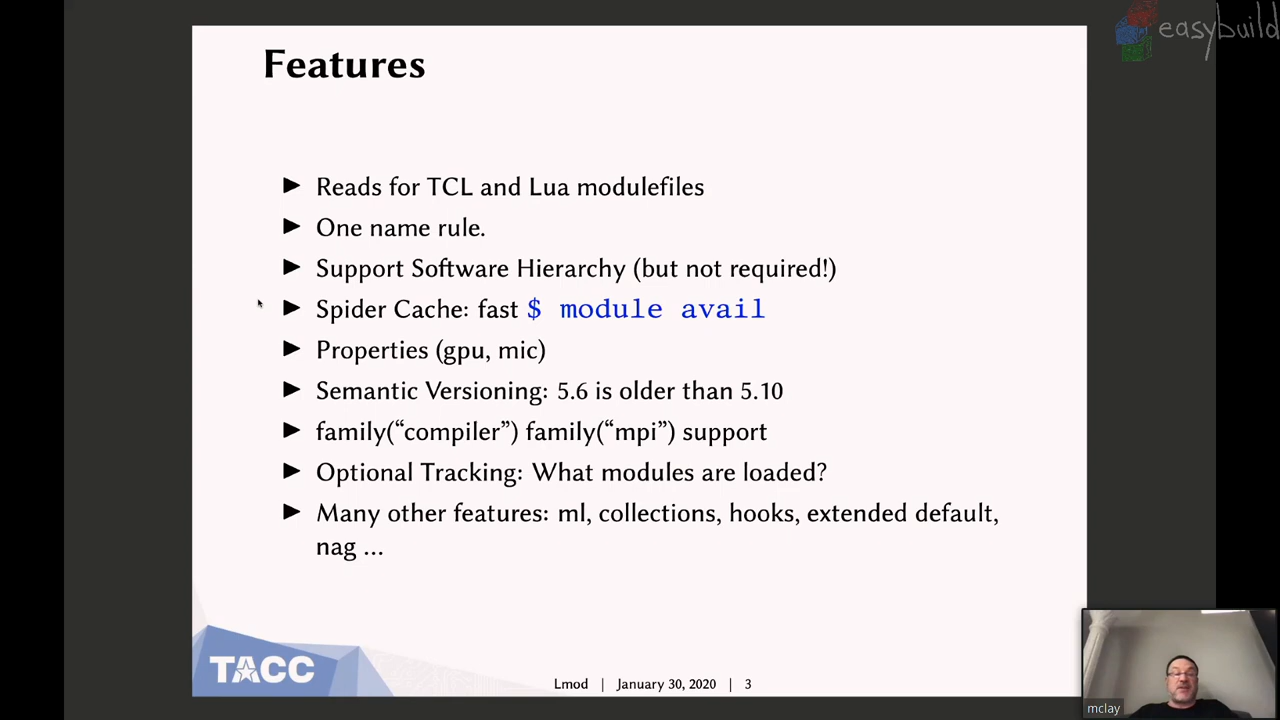 easybuild
Features
Reads for TCL and Lua modulefiles
One name rule.
Support Software Hierarchy (but not required!)
Spider Cache: fast $ module avail
Properties (gpu, mic)
Semantic Versioning: 5.6 is older than 5.10
family(“compiler”) family(“mpi”) support
Optional Tracking: What modules are loaded?
Many other features: ml, collections, hooks, extended default,
nag ...
TACC
Lmod | January 30, 2020 | 3
mclay